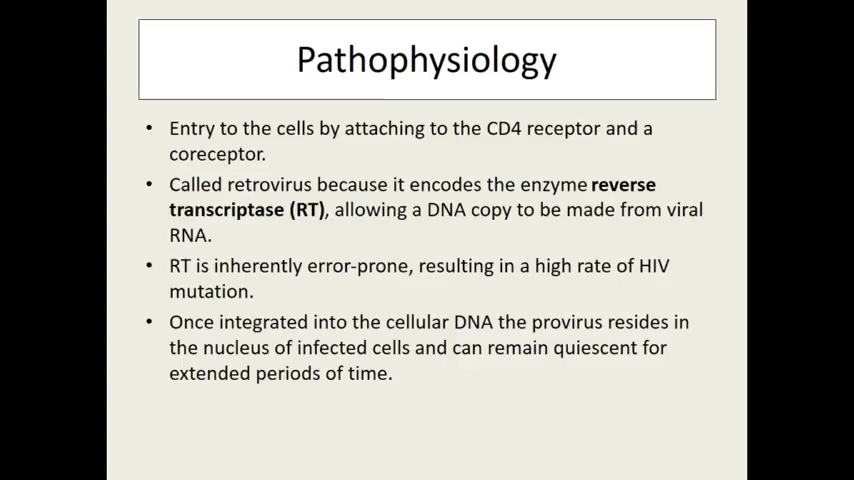 Pathophysiology
• Entry to the cells by attaching to the CD4 receptor and a
coreceptor.
• Called retrovirus because it encodes the enzyme reverse
transcriptase (RT), allowing a DNA copy to be made from viral
RNA.
• RT is inherently error-prone, resulting in a high rate of HIV
mutation.
• Once integrated into the cellular DNA the provirus resides in
the nucleus of infected cells and can remain quiescent for
extended periods of time.